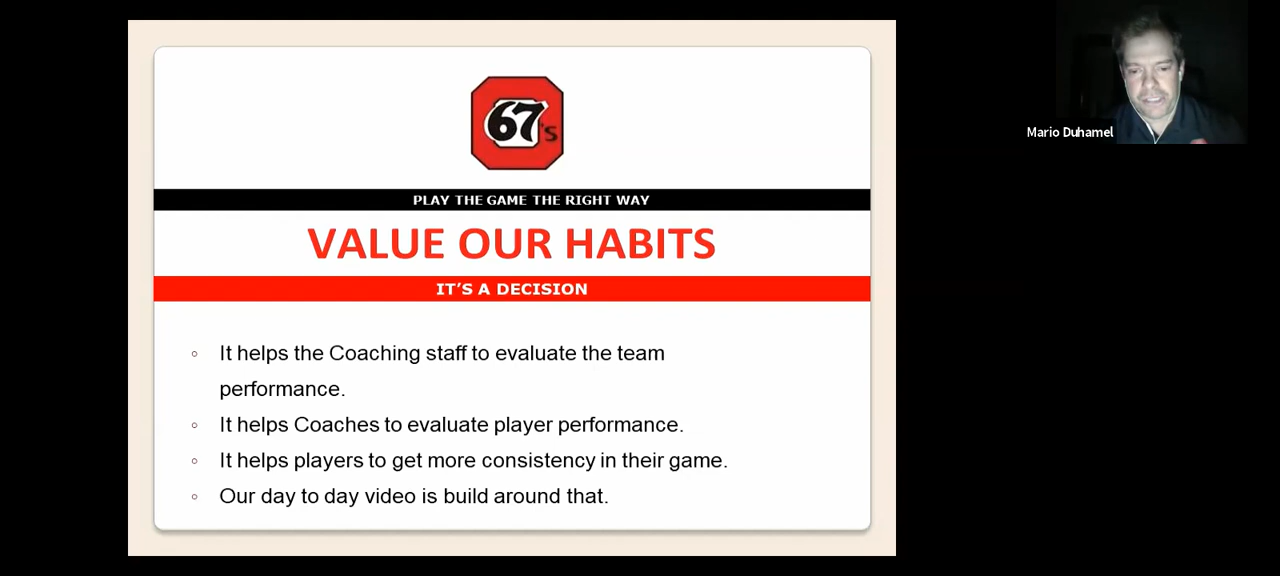 67's
PLAY THE GAME THE RIGHT WAY
VALUE OUR HABITS
IT'S A DECISION
It helps the Coaching staff to evaluate the team
performance.
It helps Coaches to evaluate player performance.
It helps players to get more consistency in their game.
Our day to day video is build around that.
Mario Duhamel